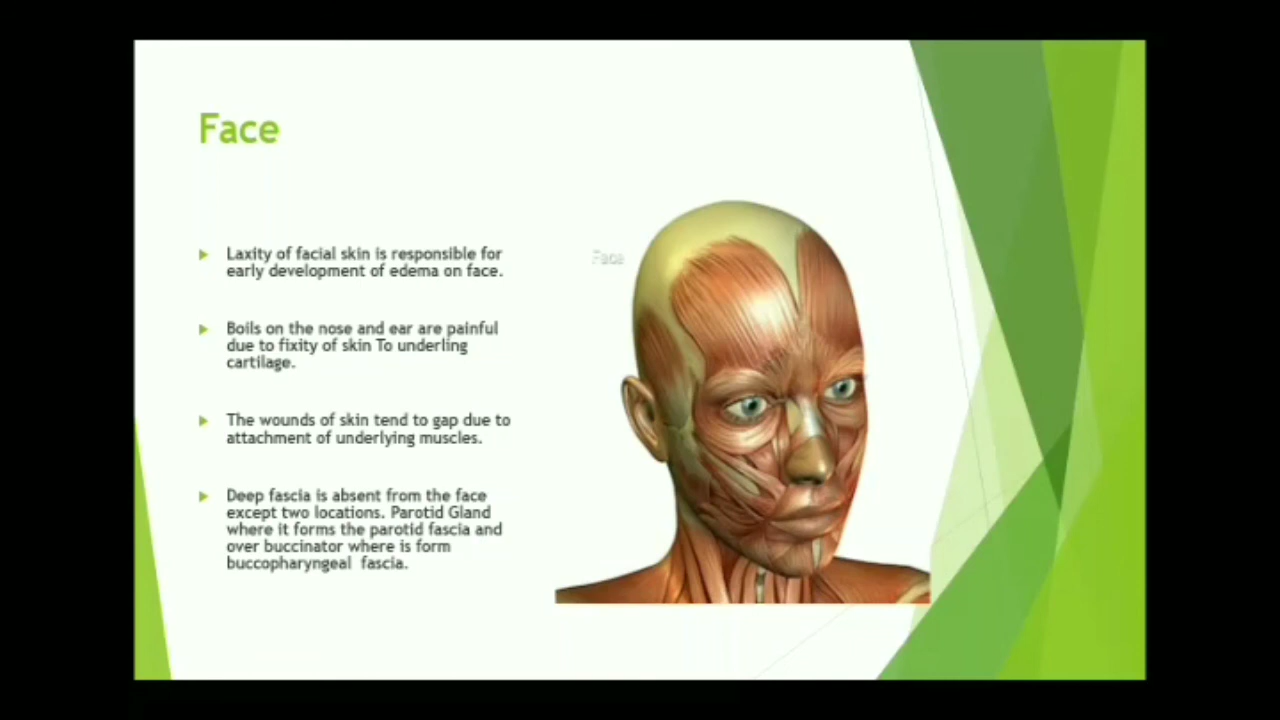 Face
Laxity of facial skin is responsible for
early development of edema on face.
Face
Boils on the nose and ear are painful
due to fixity of skin To underling
cartilage.
The wounds of skin tend to gap due to
attachment of underlying muscles.
Deep fascia is absent from the face
except two locations. Parotid Gland
where it forms the parotid fascia and
over buccinator where is form
buccopharyngeal fascia.